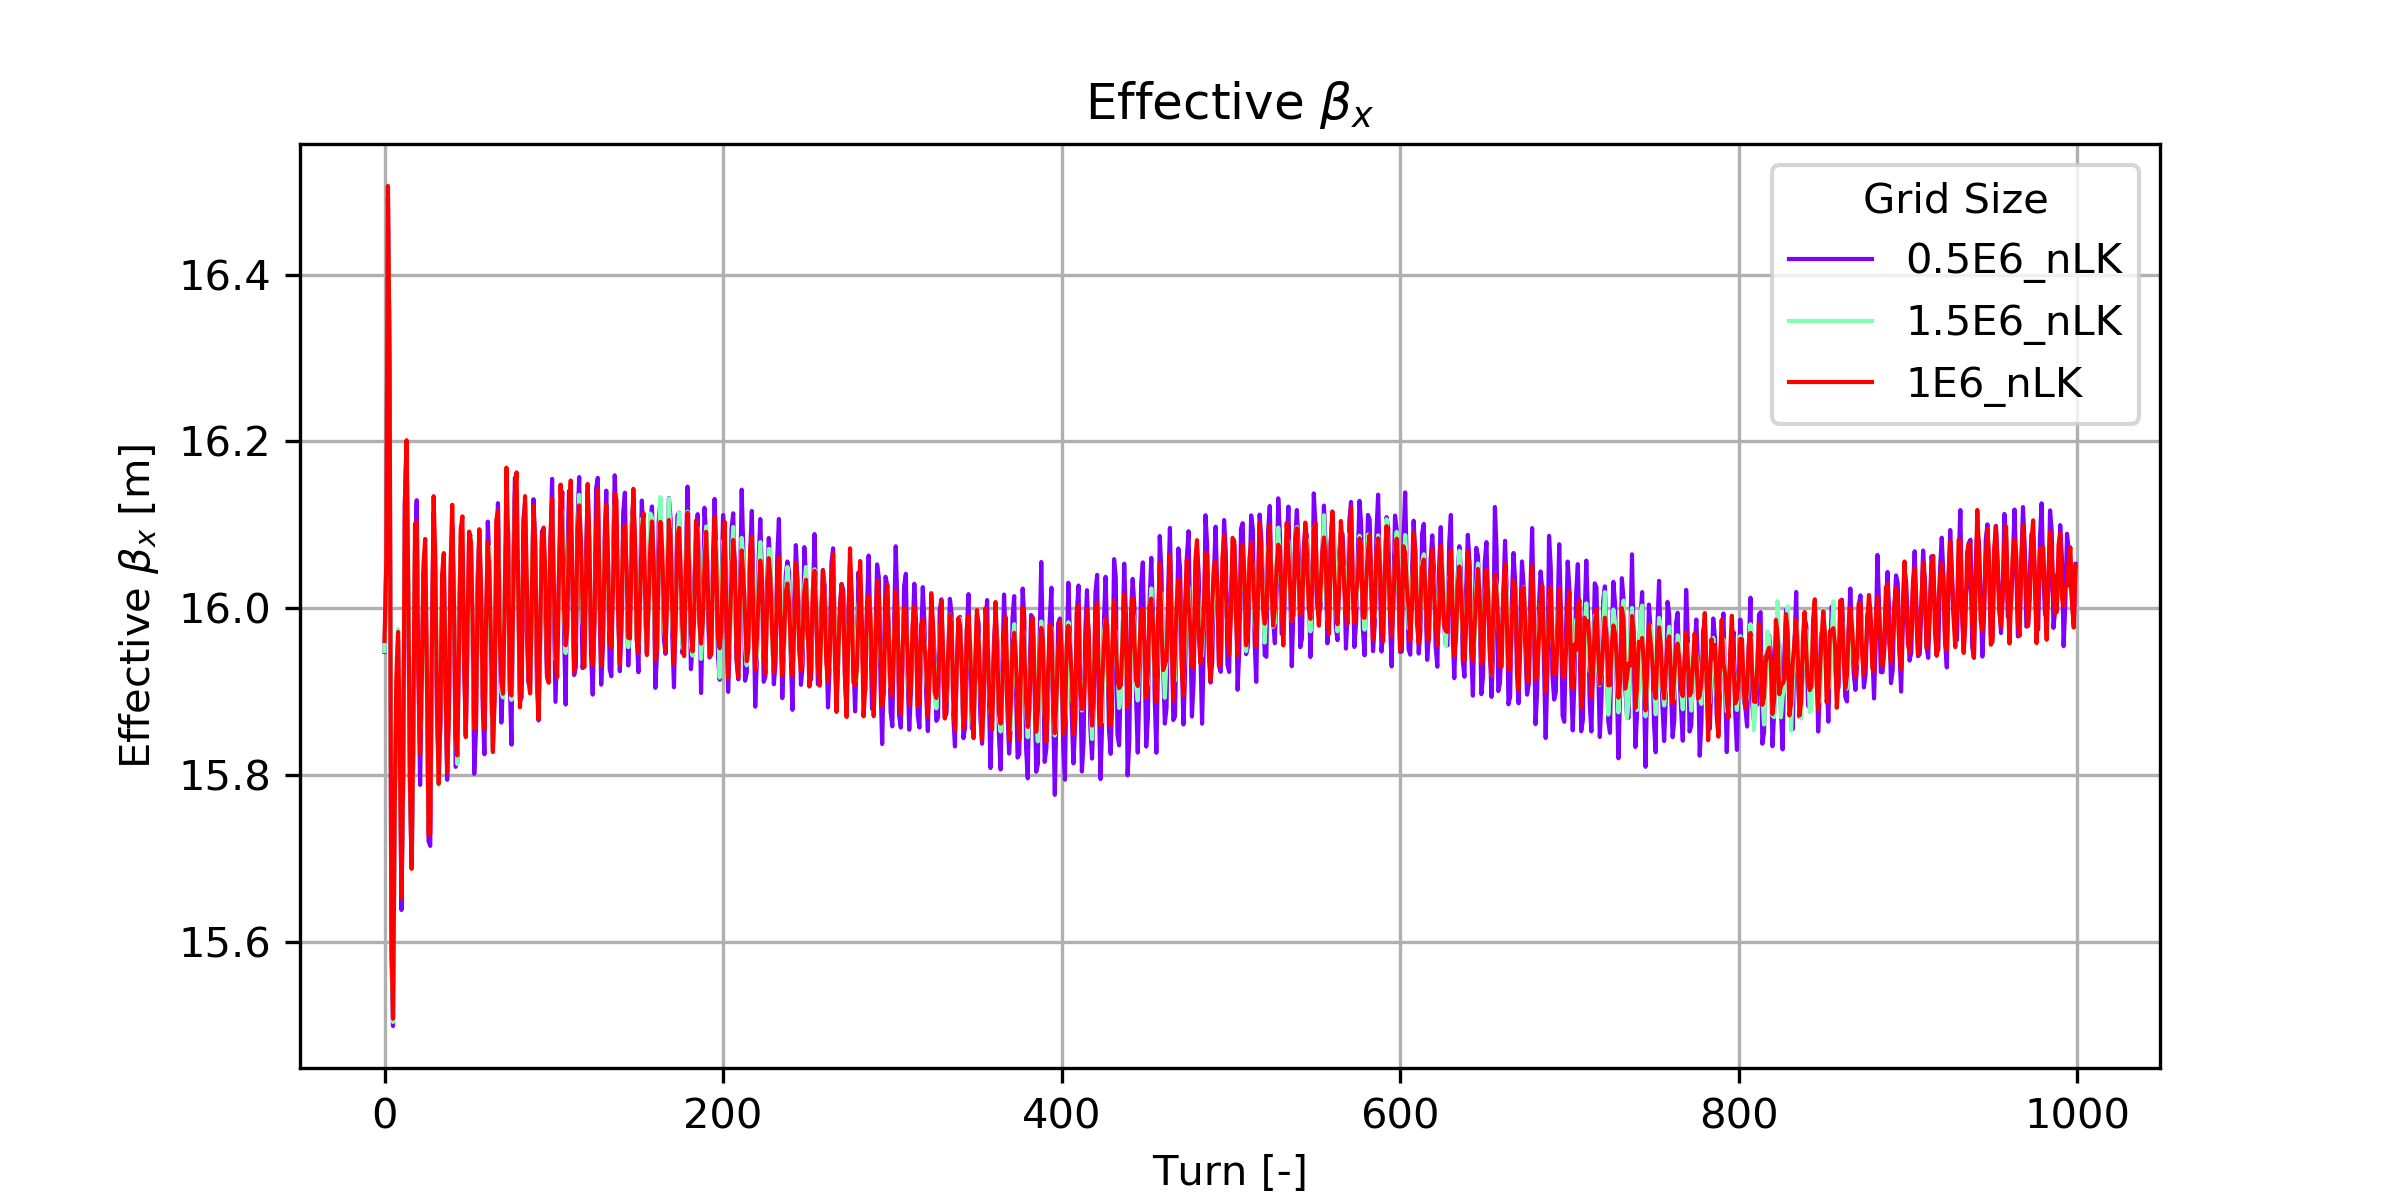 Effective βx
Grid Size
0.5E6_nLK
1.5E6_nLK
1E6_nLK
Effective βx [m]
16.4
16.2
16.0
15.8
15.6
0 200 400 600 800 1000
Turn [-]